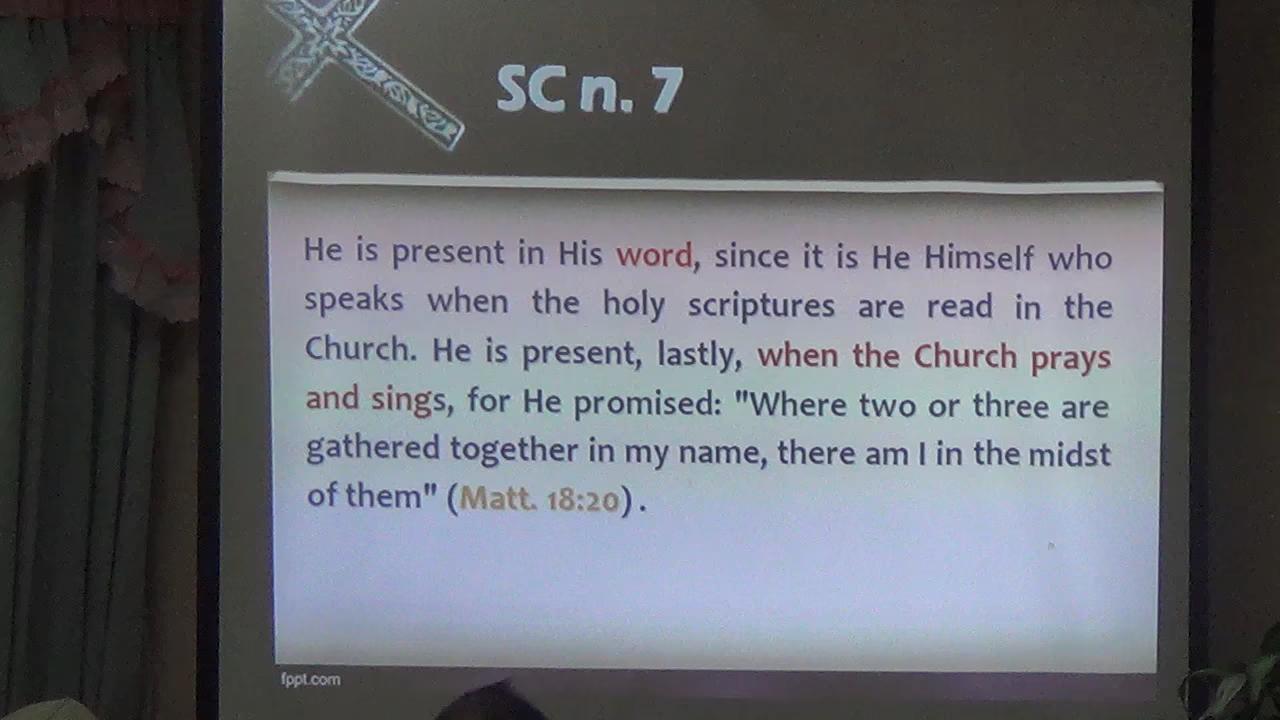 SC n. 7
He is present in His word, since it is He Himself who
speaks when the holy scriptures are read in the
Church. He is present, lastly, when the Church prays
and sings, for He promised: "Where two or three are
gathered together in my name, there am I in the midst
of them" (Matt. 18:20).
fppt.com